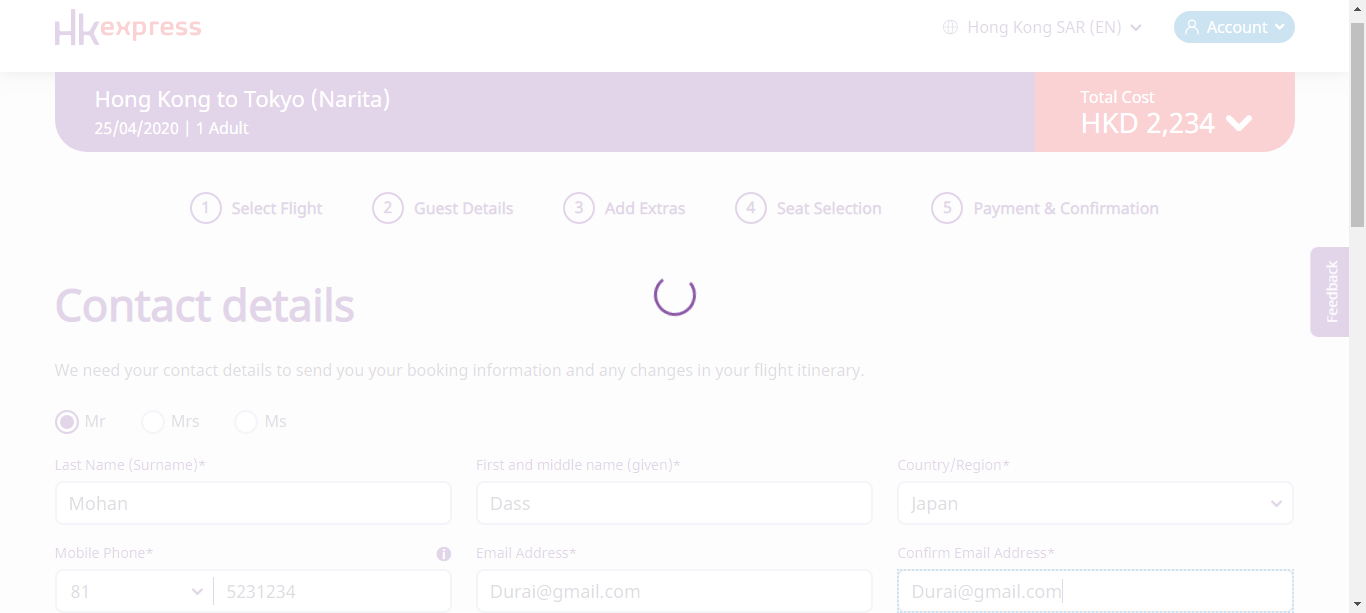 HK express
Hong Kong SAR (EN)
Account
Hong Kong to Tokyo (Narita)
25/04/2020 | 1 Adult
Total Cost
HKD 2,234
1 Select Flight
2 Guest Details
3 Add Extras
4 Seat Selection
5 Payment & Confirmation
Feedback
Contact details
We need your contact details to send you your booking information and any changes in your flight itinerary.
Mr
Mrs
Ms
Last Name (Surname)*
First and middle name (given)*
Country/Region*
Mohan
Dass
Japan
Mobile Phone*
i
Email Address*
Confirm Email Address*
81
5231234
Durai@gmail.com
Durai@gmail.com